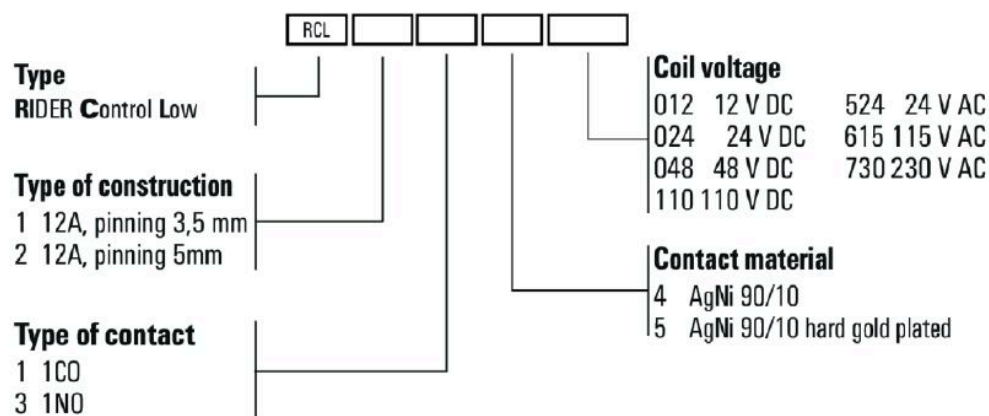 RCL
Type
RIDER Control Low
Type of construction
1 12A, pinning 3,5 mm
2 12A, pinning 5mm
Type of contact
1 1CO
3 1NO
Coil voltage
012 12 V DC 524 24 V AC
024 24 V DC 615 115 V AC
048 48 V DC 730 230 V AC
110 110 V DC
Contact material
4 AgNi 90/10
5 AgNi 90/10 hard gold plated